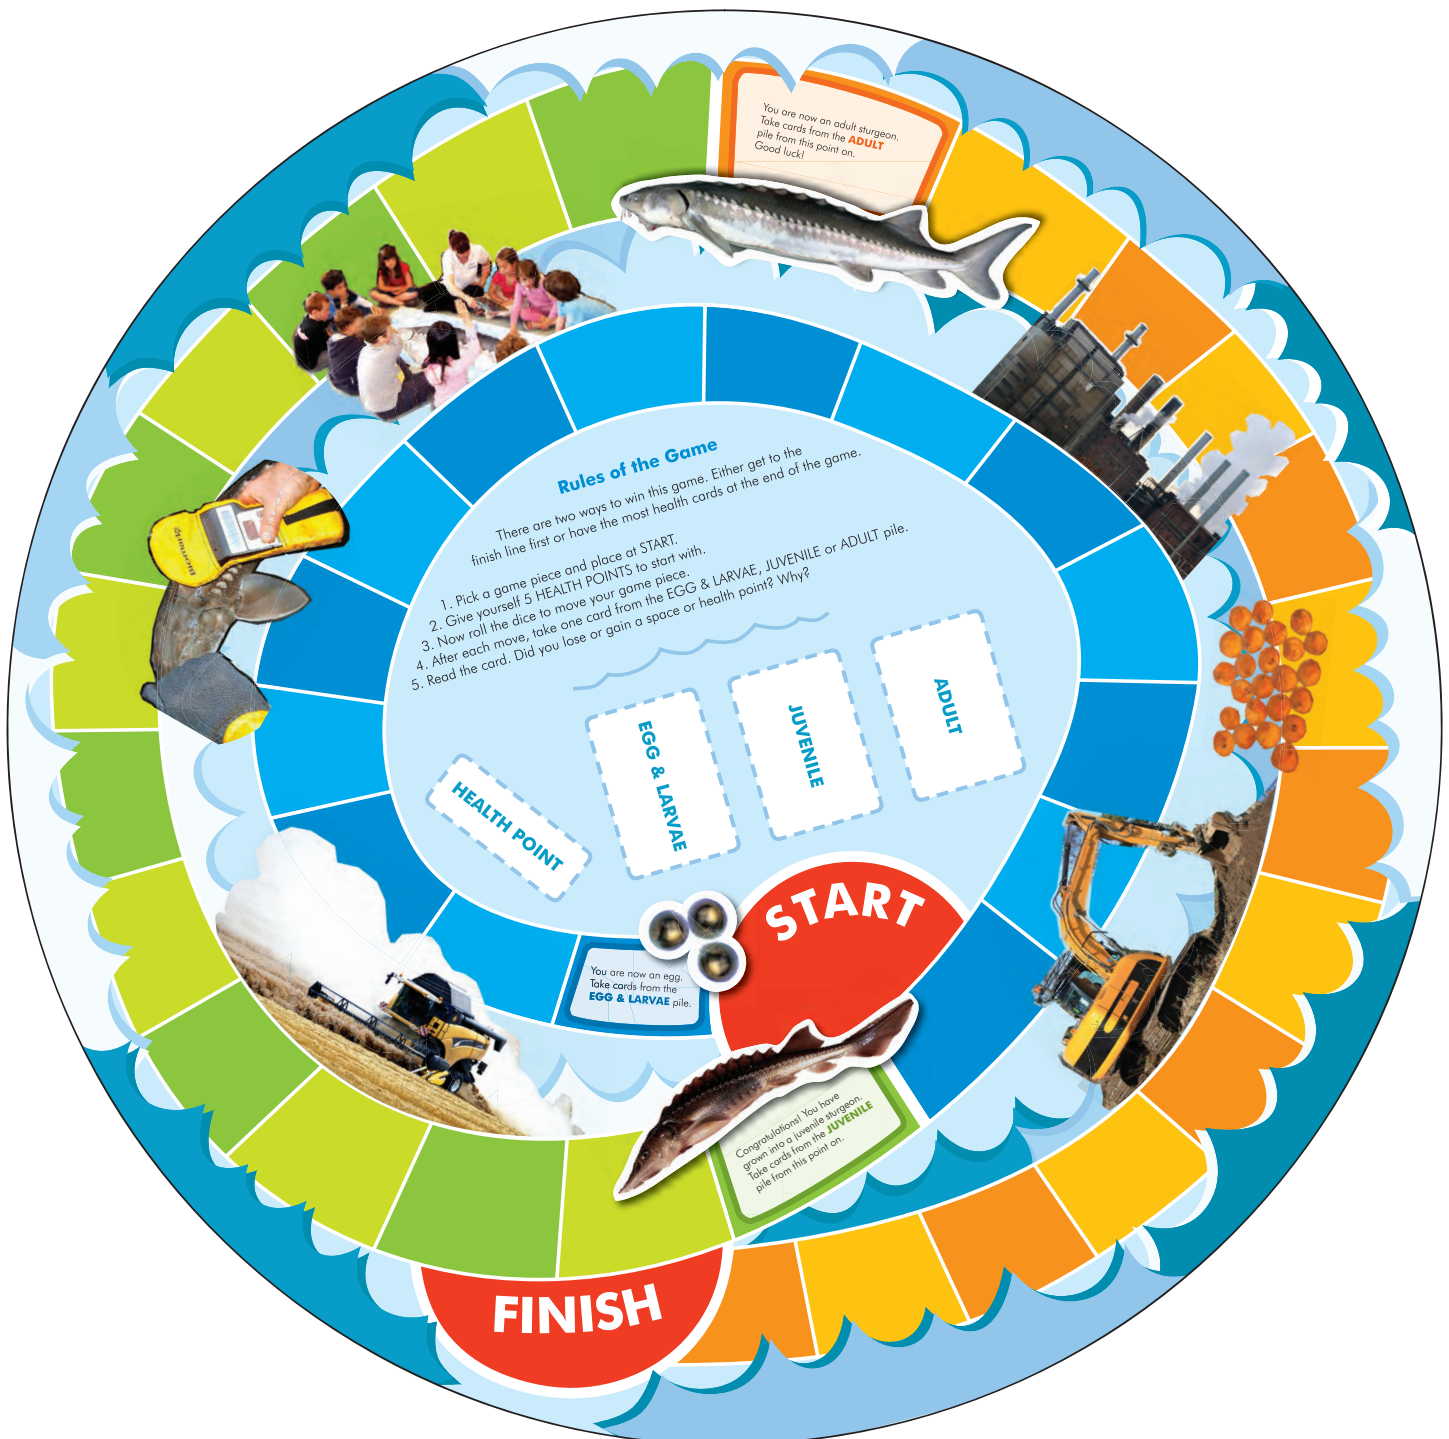 You are now an adult sturgeon.
Take cards from the ADULT
pile from this point on.
Good luck!
Rules of the Game
There are two ways to win this game. Either get to the
finish line first or have the most health cards at the end of the game.
1. Pick a game piece and place at START.
2. Give yourself 5 HEALTH POINTS to start with.
3. Now roll the dice to move your game piece.
4. After each move, take one card from the EGG & LARVAE, JUVENILE or ADULT pile.
5. Read the card. Did you lose or gain a space or health point? Why?
HEALTH POINT
EGG & LARVAE
JUVENILE
ADULT
START
You are now an egg.
Take cards from the
EGG & LARVAE pile.
Congratulations! You have
grown into a juvenile sturgeon.
Take cards from the JUVENILE
pile from this point on.
FINISH